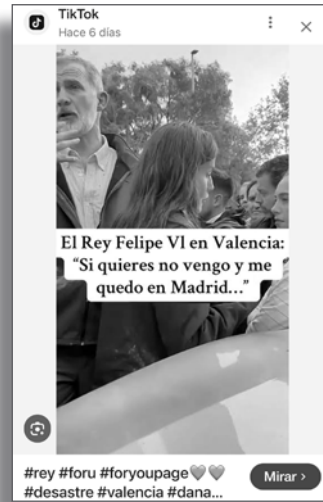 TikTok
Hace 6 días
El Rey Felipe VI en Valencia:
“Si quieres no vengo y me
quedo en Madrid...”
#rey #foru #foryoupage🩶🩶
#desastre #valencia #dana...
Mirar >